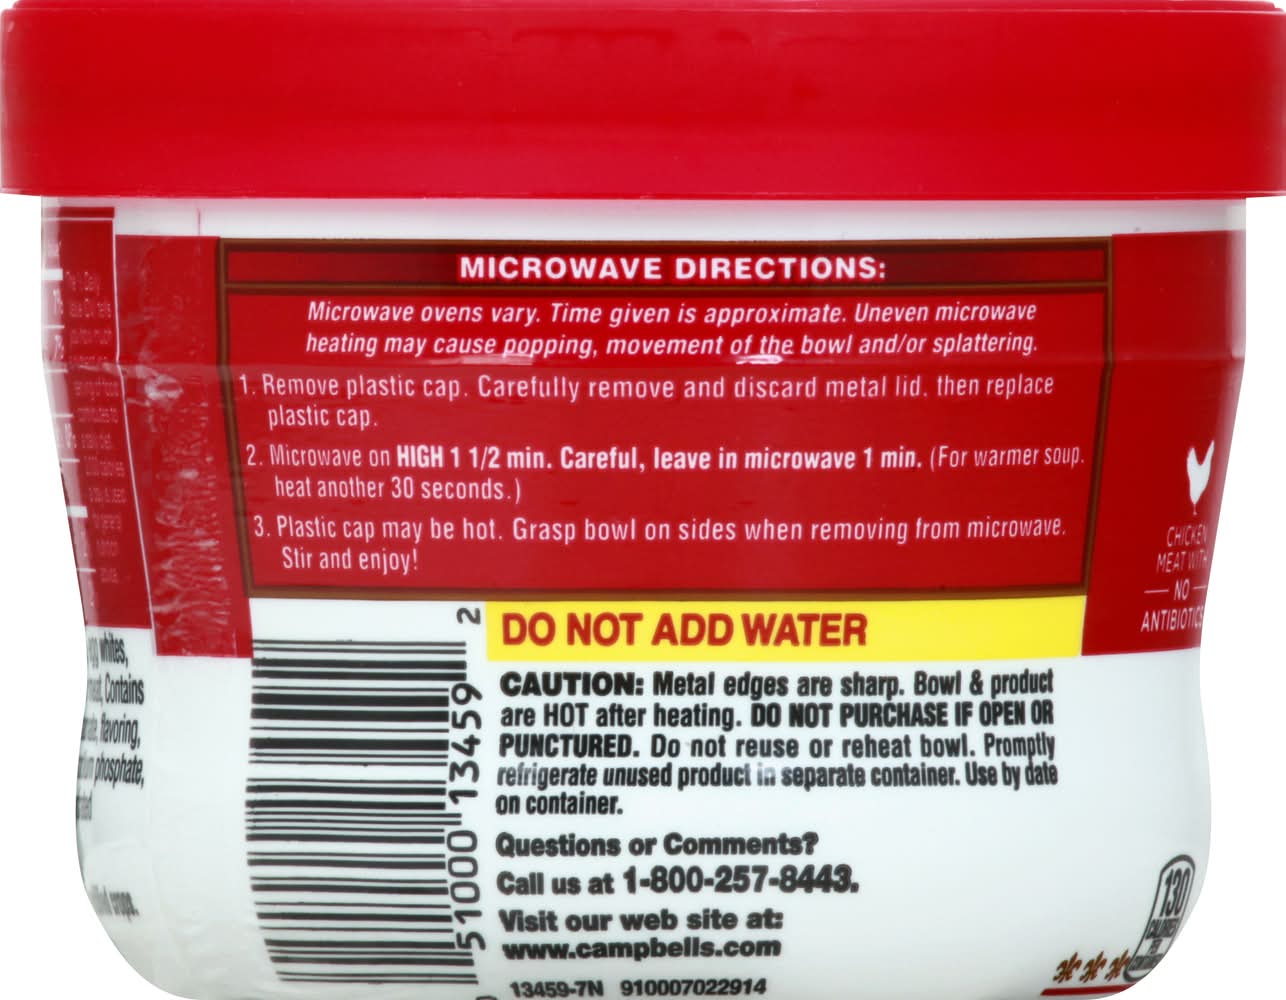 MICROWAVE DIRECTIONS:
Microwave ovens vary. Time given is approximate. Uneven microwave
heating may cause popping, movement of the bowl and/or splattering.
1. Remove plastic cap. Carefully remove and discard metal lid, then replace
plastic cap.
2. Microwave on HIGH 1 1/2 min. Careful, leave in microwave 1 min. (For warmer soup,
heat another 30 seconds.)
3. Plastic cap may be hot. Grasp bowl on sides when removing from microwave.
Stir and enjoy!
CHICKEN
MEAT WITH
NO
ANTIBIOTICS
DO NOT ADD WATER
CAUTION: Metal edges are sharp. Bowl & product
are HOT after heating. DO NOT PURCHASE IF OPEN OR
PUNCTURED. Do not reuse or reheat bowl. Promptly
refrigerate unused product in separate container. Use by date
on container.
Questions or Comments?
Call us at 1-800-257-8443.
Visit our web site at:
www.campbells.com
13459-7N 910007022914
51000 13459 2
egg whites,
Contains
flavoring,
phosphate,
130
CALORIES